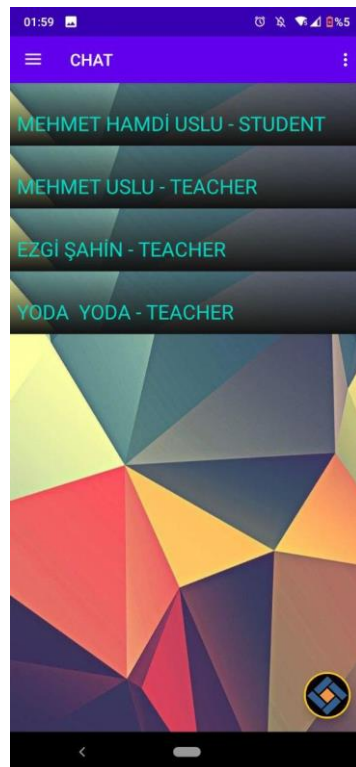 01:59 %5
CHAT
MEHMET HAMDİ USLU - STUDENT
MEHMET USLU - TEACHER
EZGİ ŞAHİN - TEACHER
YODA  YODA - TEACHER